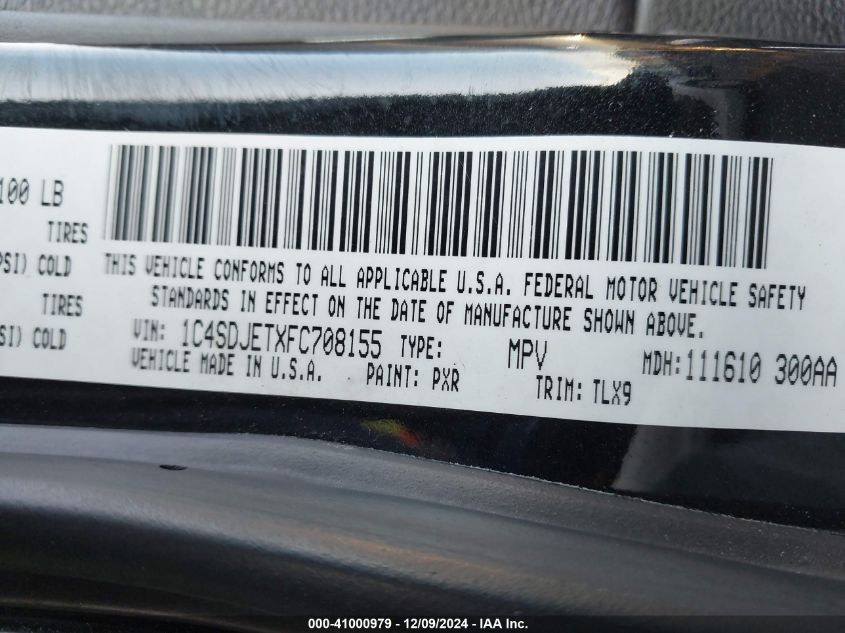 100 LB
TIRES
PSI) COLD
TIRES
SI) COLD
THIS VEHICLE CONFORMS TO ALL APPLICABLE U.S.A. FEDERAL MOTOR VEHICLE SAFETY
STANDARDS IN EFFECT ON THE DATE OF MANUFACTURE SHOWN ABOVE.
VIN: 1C4SDJETXFC708155 TYPE: MPV MDH:111610 300AA
VEHICLE MADE IN U.S.A. PAINT: PXR TRIM: TLX9
000-41000979 - 12/09/2024 - IAA Inc.